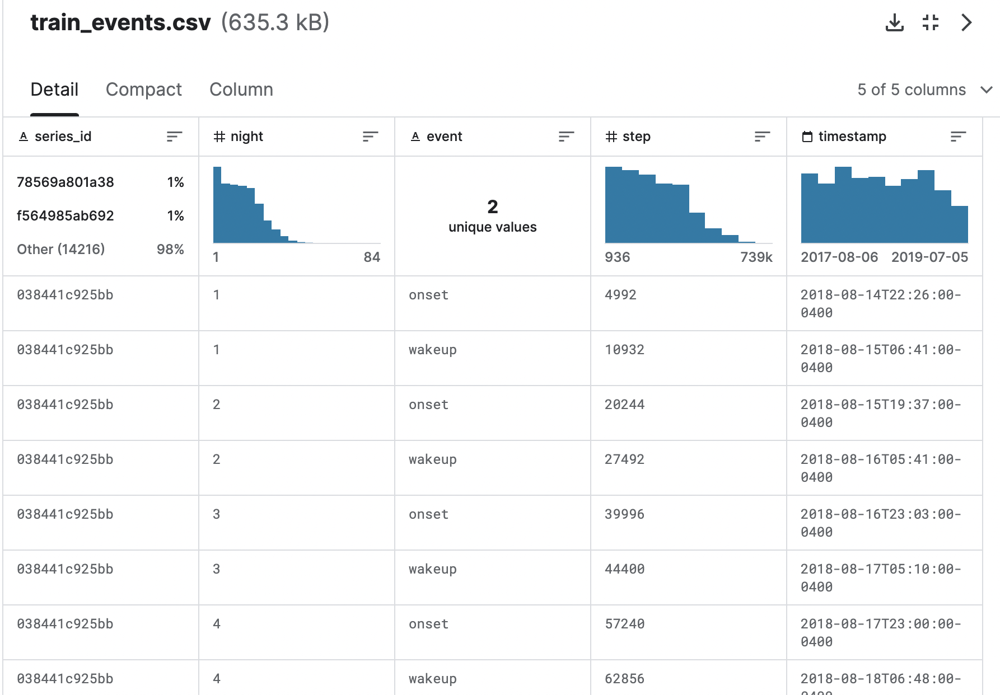 train_events.csv (635.3 kB)
Detail Compact Column 5 of 5 columns
series_id night event step timestamp
78569a801a38 1%
f564985ab692 1%
Other (14216) 98%
2
unique values
1 84
936 739k
2017-08-06 2019-07-05
038441c925bb 1 onset 4992 2018-08-14T22:26:00-
0400
038441c925bb 1 wakeup 10932 2018-08-15T06:41:00-
0400
038441c925bb 2 onset 20244 2018-08-15T19:37:00-
0400
038441c925bb 2 wakeup 27492 2018-08-16T05:41:00-
0400
038441c925bb 3 onset 39996 2018-08-16T23:03:00-
0400
038441c925bb 3 wakeup 44400 2018-08-17T05:10:00-
0400
038441c925bb 4 onset 57240 2018-08-17T23:00:00-
0400
038441c925bb 4 wakeup 62856 2018-08-18T06:48:00-